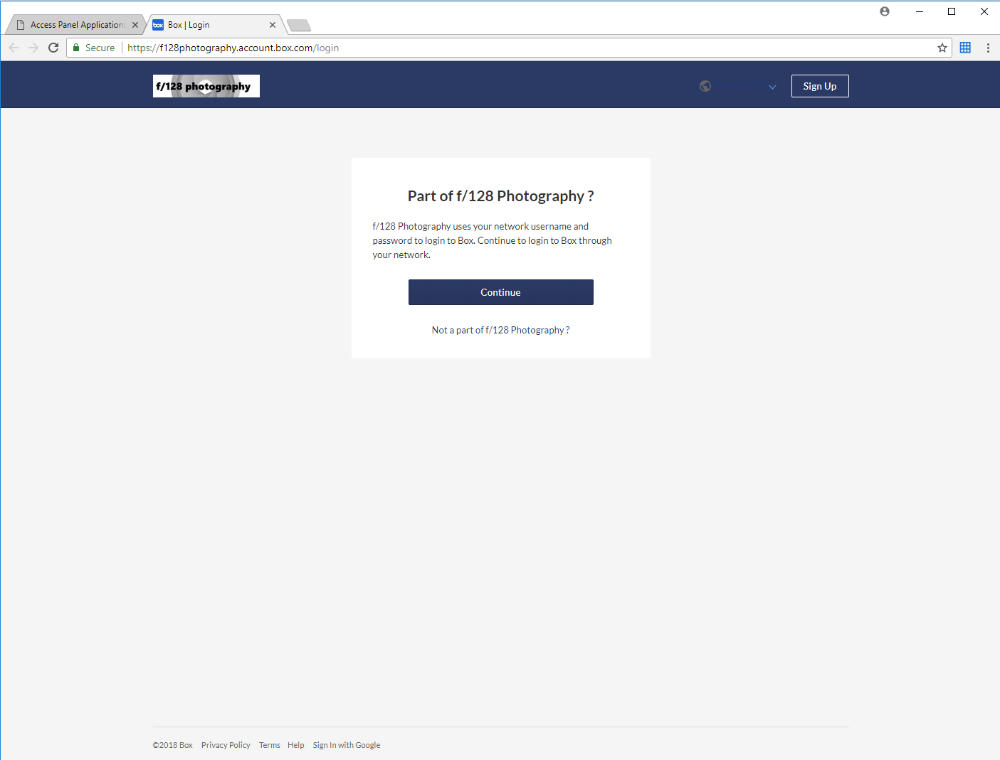 Access Panel Applications
box Box | Login
Secure https://f128photography.account.box.com/login
f/128 photography
Sign Up
Part of f/128 Photography ?
f/128 Photography uses your network username and
password to login to Box. Continue to login to Box through
your network.
Continue
Not a part of f/128 Photography ?
©2018 Box Privacy Policy Terms Help Sign In with Google